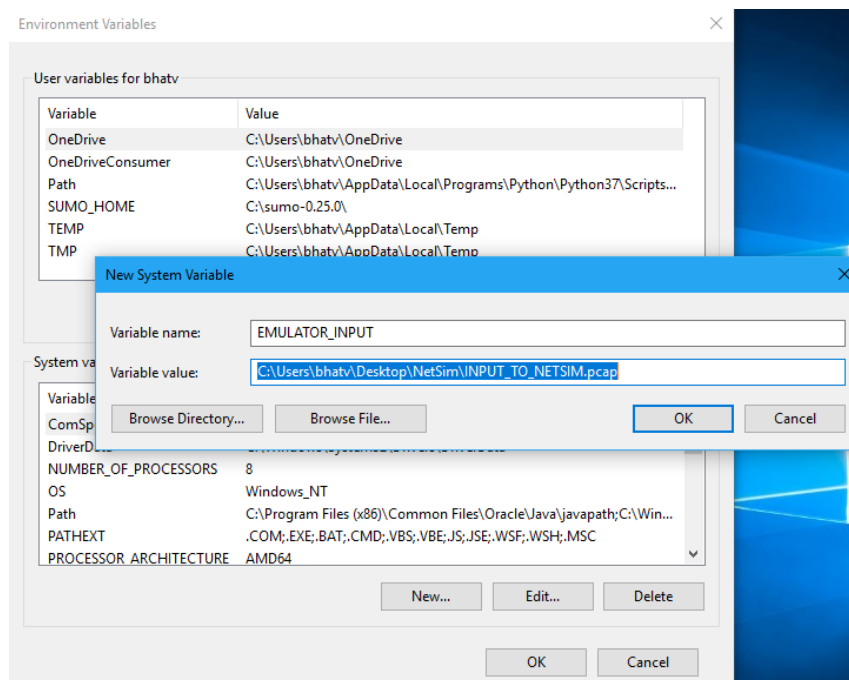 Environment Variables
User variables for bhatv
Variable Value
OneDrive C:\Users\bhatv\OneDrive
OneDriveConsumer C:\Users\bhatv\OneDrive
Path C:\Users\bhatv\AppData\Local\Programs\Python\Python37\Scripts...
SUMO_HOME C:\sumo-0.25.0\
TEMP C:\Users\bhatv\AppData\Local\Temp
TMP C:\Users\bhatv\AppData\Local\Temp
New System Variable
Variable name: EMULATOR_INPUT
Variable value: C:\Users\bhatv\Desktop\NetSim\INPUT_TO_NETSIM.pcap
Browse Directory... Browse File... OK Cancel
System va
Variable
ComSp
DriverD
NUMBER_OF_PROCESSORS 8
OS Windows_NT
Path C:\Program Files (x86)\Common Files\Oracle\Java\javapath;C:\Win...
PATHEXT .COM;.EXE;.BAT;.CMD;.VBS;.VBE;.JS;.JSE;.WSF;.WSH;.MSC
PROCESSOR_ARCHITECTURE AMD64
New... Edit... Delete
OK Cancel